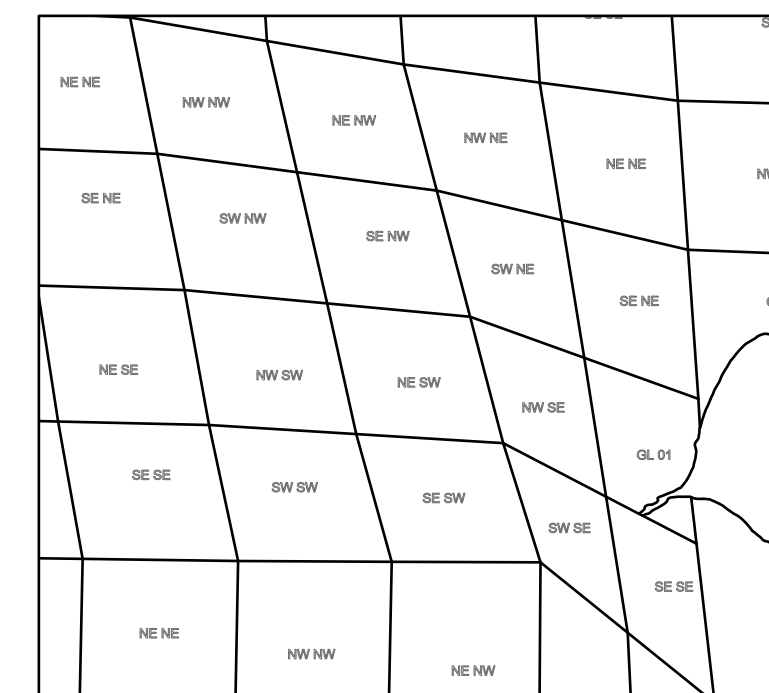 NE NE
NW NW
NE NW
NW NE
NE NE
SE NE
SW NW
SE NW
SW NE
SE NE
NE SE
NW SW
NE SW
NW SE
GL 01
SE SE
SW SW
SE SW
SW SE
SE SE
NE NE
NW NW
NE NW